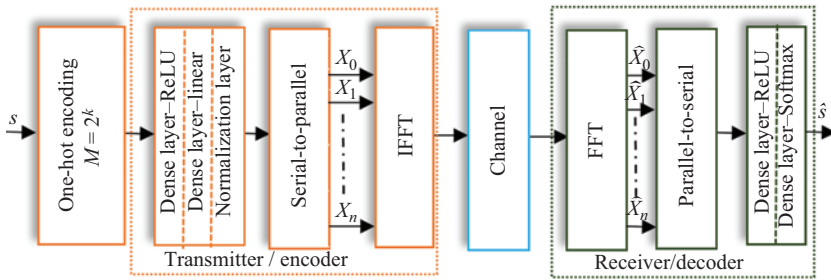 s
One-hot encoding
M = 2^k
Dense layer–ReLU
Dense layer–linear
Normalization layer
Serial-to-parallel
X_0
X_1
X_n
IFFT
Transmitter / encoder
Channel
FFT
X̂_0
X̂_1
X̂_n
Parallel-to-serial
Dense layer–ReLU
Dense layer–Softmax
ŝ
Receiver/decoder